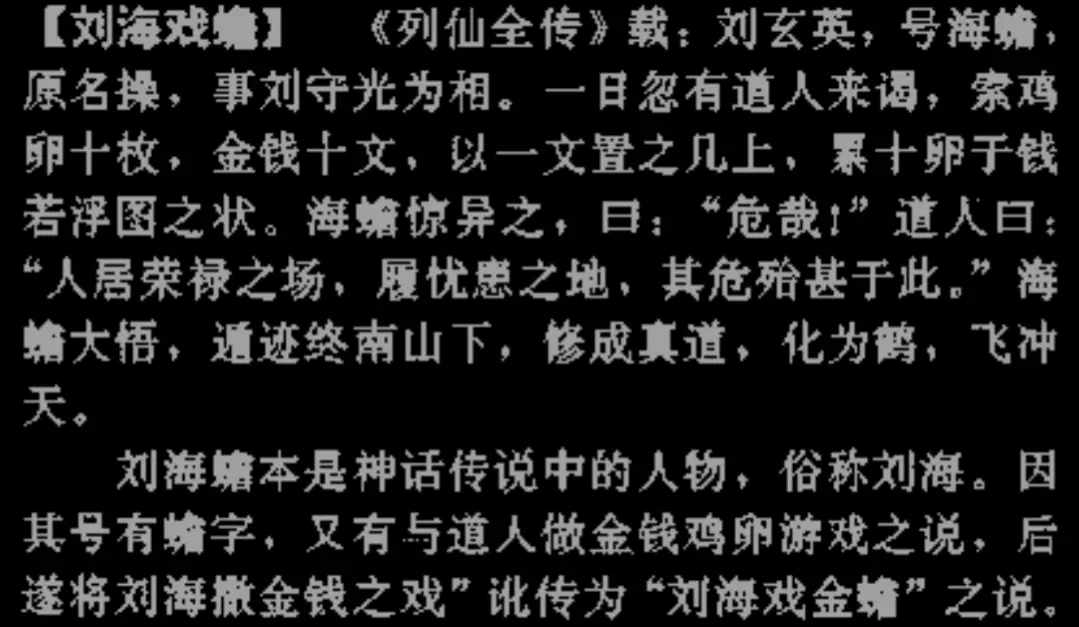 【刘海戏蟾】 《列仙全传》载：刘玄英，号海蟾，
原名操，事刘守光为相。一日忽有道人来谒，索鸡
卵十枚，金钱十文，以一文置之几上，累十卵于钱
若浮图之状。海蟾惊异之，曰：“危哉！”道人曰：
“人居荣禄之场，履忧患之地，其危殆甚于此。”海
蟾大悟，遁迹终南山下，修成真道，化为鹤，飞冲
天。
刘海蟾本是神话传说中的人物，俗称刘海。因
其号有蟾字，又有与道人做金钱鸡卵游戏之说，后
遂将刘海撒金钱之戏”讹传为“刘海戏金蟾”之说。